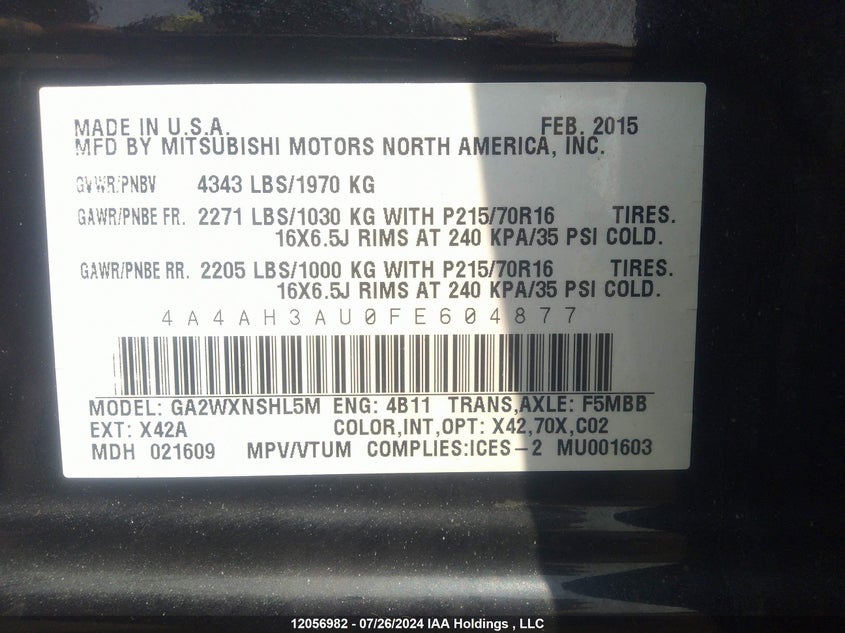 MADE IN U.S.A. FEB. 2015
MFD BY MITSUBISHI MOTORS NORTH AMERICA, INC.
GVWR/PNBV 4343 LBS/1970 KG
GAWR/PNBE FR. 2271 LBS/1030 KG WITH P215/70R16 TIRES.
16X6.5J RIMS AT 240 KPA/35 PSI COLD.
GAWR/PNBE RR. 2205 LBS/1000 KG WITH P215/70R16 TIRES.
16X6.5J RIMS AT 240 KPA/35 PSI COLD.
4A4AH3AU0FE604877
MODEL: GA2WXNSHL5M ENG: 4B11 TRANS,AXLE: F5MBB
EXT: X42A COLOR,INT,OPT: X42,70X,C02
MDH 021609 MPV/VTUM COMPLIES:ICES-2 MU001603
12056982 - 07/26/2024 IAA Holdings , LLC